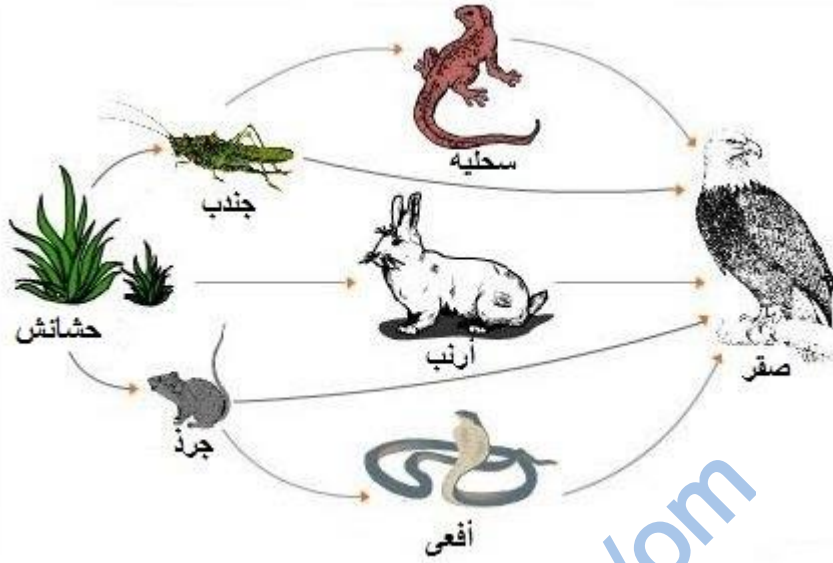 سحليه
جندب
حشائش
أرنب
صقر
جرذ
أفعى